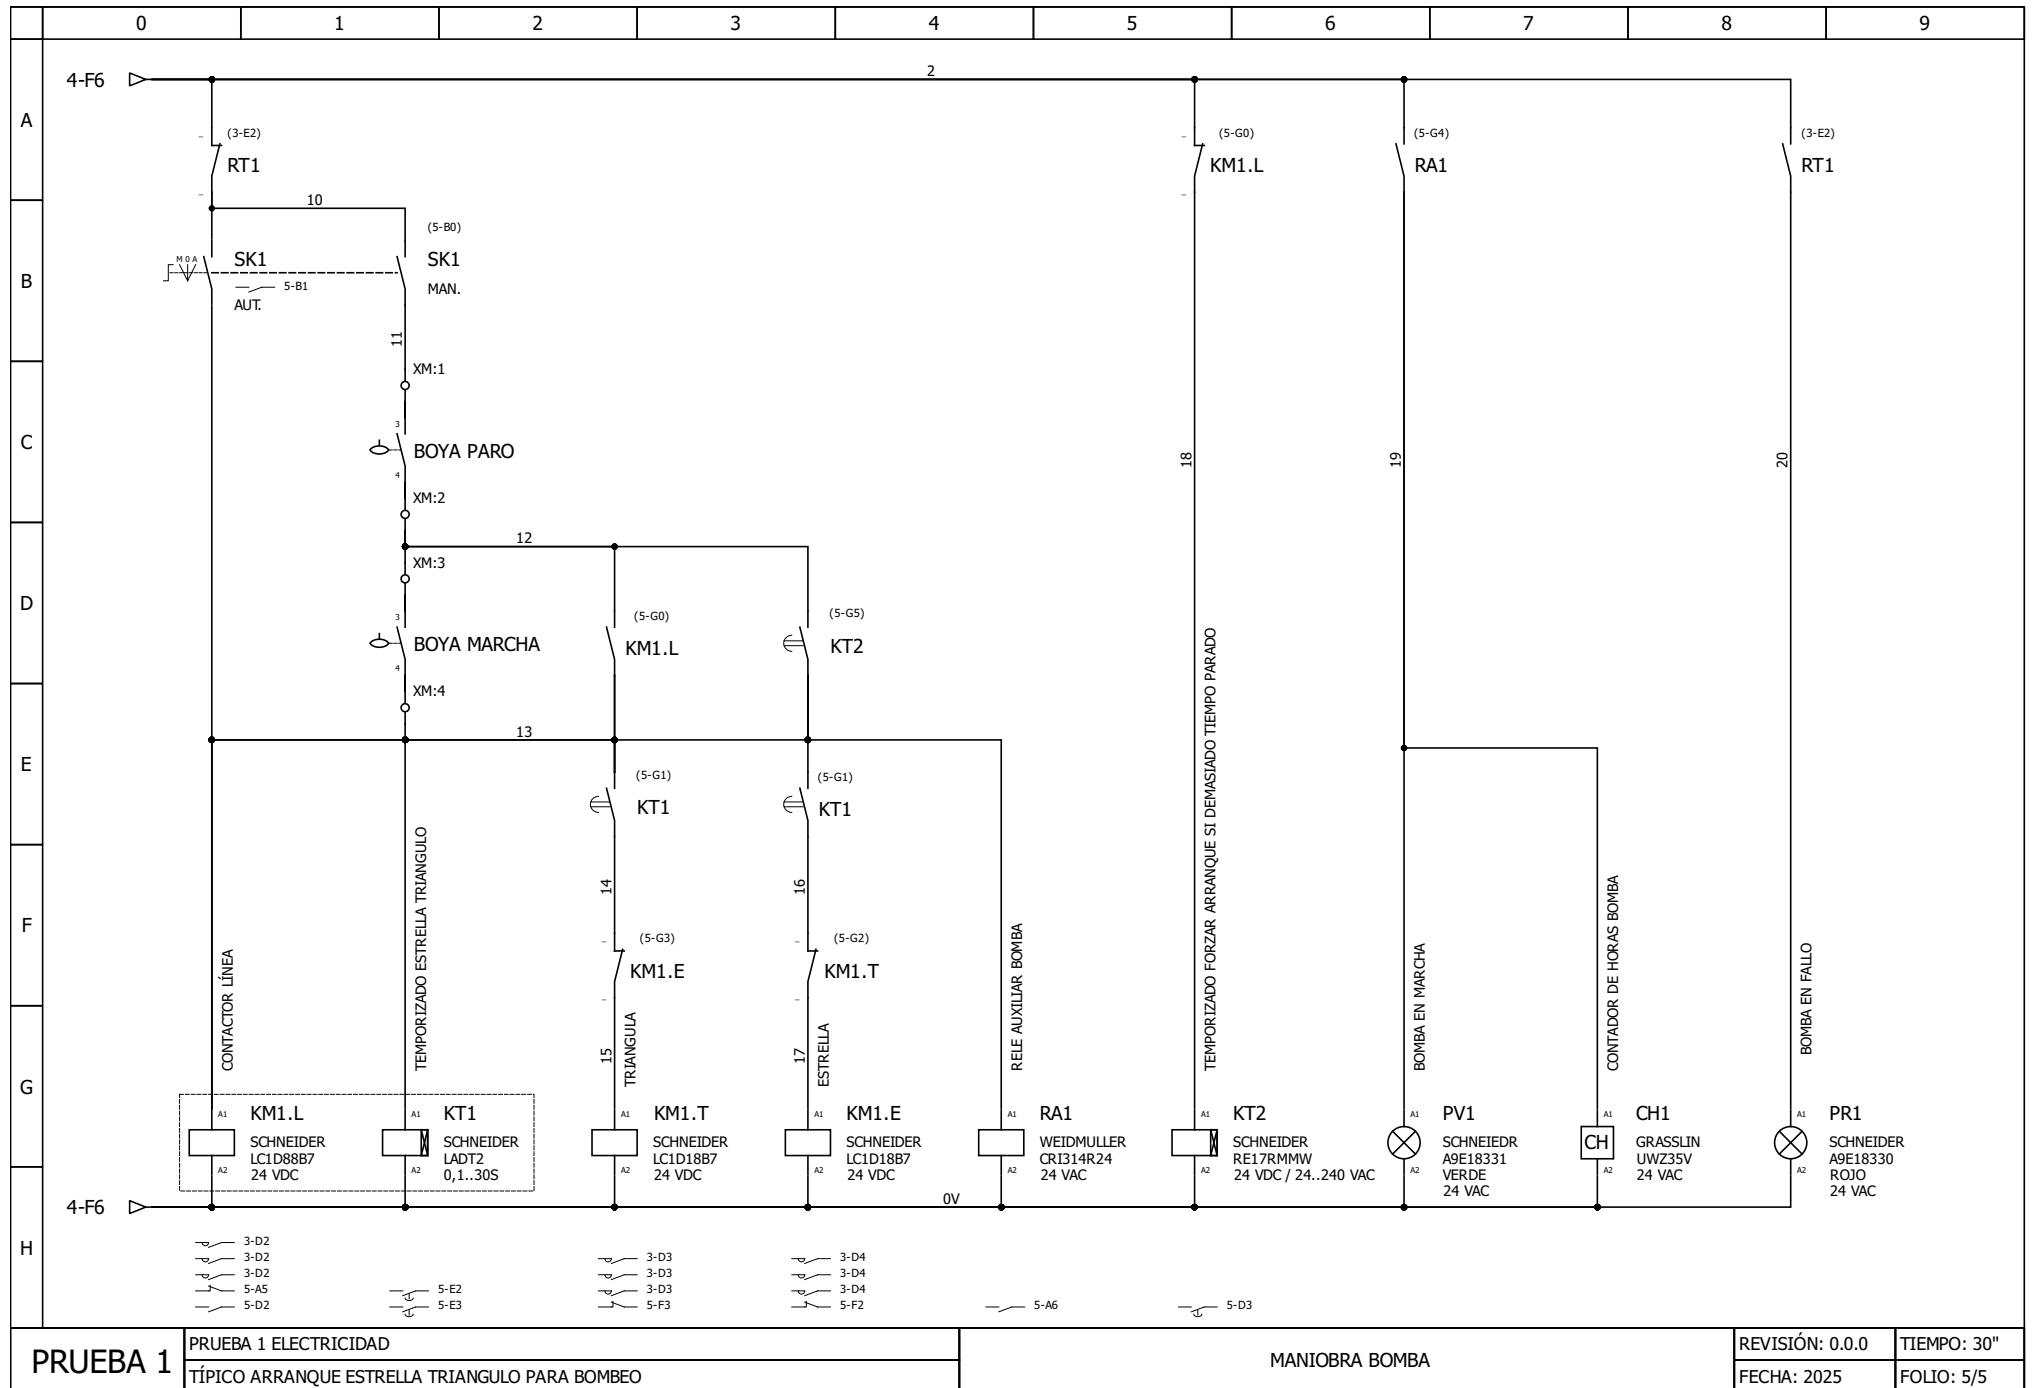 0 1 2 3 4 5 6 7 8 9
A
B
C
D
E
F
G
H
4-F6
2
(3-E2)
RT1
(5-G0)
KM1.L
(5-G4)
RA1
(3-E2)
RT1
10
(5-B0)
M 0 A
SK1
5-B1
AUT.
SK1
MAN.
11
XM:1
3
BOYA PARO
4
XM:2
12
XM:3
3
BOYA MARCHA
4
XM:4
(5-G0)
KM1.L
(5-G5)
KT2
13
(5-G1)
KT1
(5-G1)
KT1
14
16
(5-G3)
KM1.E
(5-G2)
KM1.T
15
17
18
19
20
CONTACTOR LÍNEA
TEMPORIZADO ESTRELLA TRIANGULO
TRIANGULA
ESTRELLA
RELE AUXILIAR BOMBA
TEMPORIZADO FORZAR ARRANQUE SI DEMASIADO TIEMPO PARADO
BOMBA EN MARCHA
CONTADOR DE HORAS BOMBA
BOMBA EN FALLO
A1
KM1.L
SCHNEIDER
LC1D88B7
24 VDC
A2
A1
KT1
SCHNEIDER
LADT2
0,1..30S
A2
A1
KM1.T
SCHNEIDER
LC1D18B7
24 VDC
A2
A1
KM1.E
SCHNEIDER
LC1D18B7
24 VDC
A2
A1
RA1
WEIDMULLER
CRI314R24
24 VAC
A2
A1
KT2
SCHNEIDER
RE17RMMW
24 VDC / 24..240 VAC
A2
A1
PV1
SCHNEIEDR
A9E18331
VERDE
24 VAC
A2
A1
CH1
CH
GRASSLIN
UWZ35V
24 VAC
A2
A1
PR1
SCHNEIDER
A9E18330
ROJO
24 VAC
A2
4-F6
0V
3-D2
3-D2
3-D2
5-A5
5-D2
5-E2
5-E3
3-D3
3-D3
3-D3
5-F3
3-D4
3-D4
3-D4
5-F2
5-A6
5-D3
PRUEBA 1
PRUEBA 1 ELECTRICIDAD
TÍPICO ARRANQUE ESTRELLA TRIANGULO PARA BOMBEO
MANIOBRA BOMBA
REVISIÓN: 0.0.0
TIEMPO: 30"
FECHA: 2025
FOLIO: 5/5